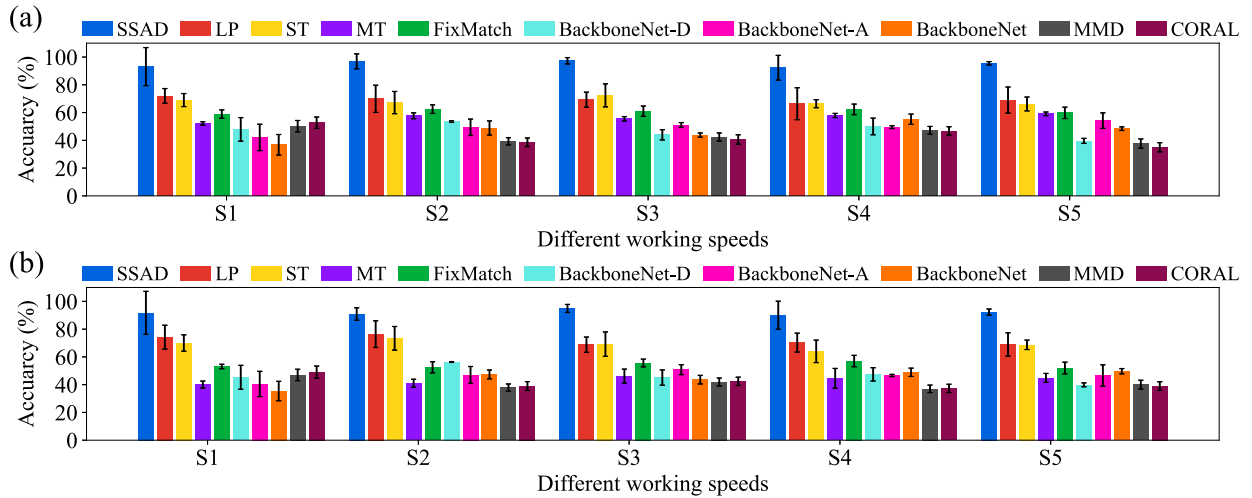 (a)
SSAD LP ST MT FixMatch BackboneNet-D BackboneNet-A BackboneNet MMD CORAL
Accuarcy (%)
100
80
60
40
20
0
S1 S2 S3 S4 S5
Different working speeds
(b)
SSAD LP ST MT FixMatch BackboneNet-D BackboneNet-A BackboneNet MMD CORAL
Accuarcy (%)
100
80
60
40
20
0
S1 S2 S3 S4 S5
Different working speeds